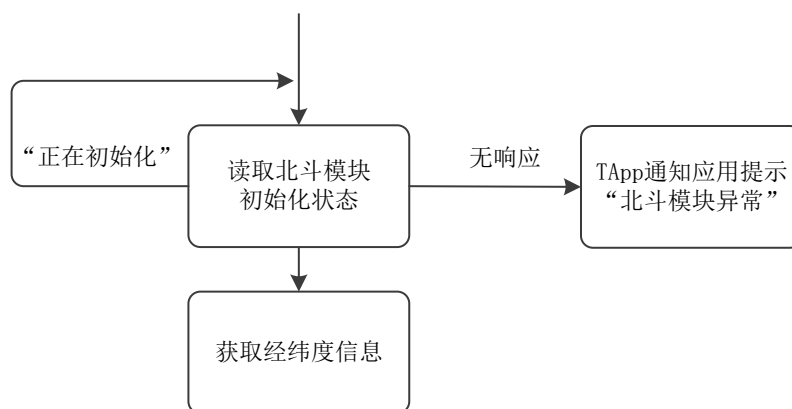 “正在初始化”
读取北斗模块
初始化状态
无响应
TApp通知应用提示
“北斗模块异常”
获取经纬度信息